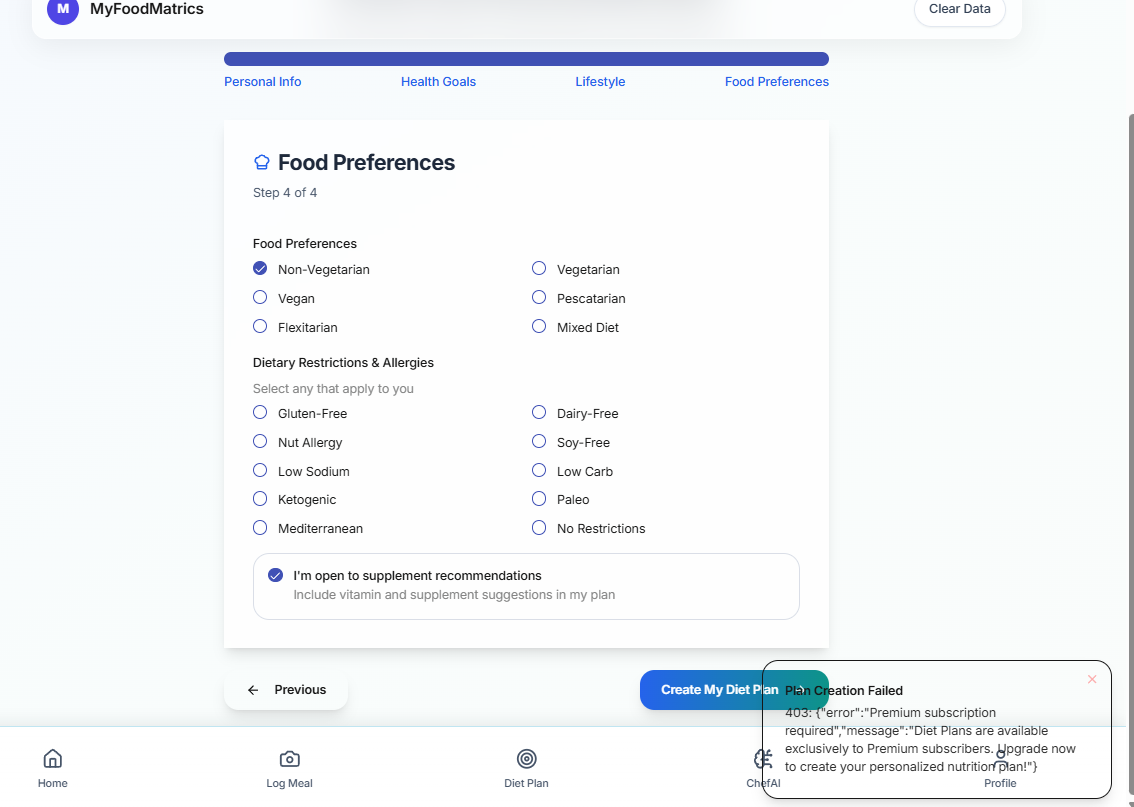 M MyFoodMatrics
Clear Data
Personal Info Health Goals Lifestyle Food Preferences
Food Preferences
Step 4 of 4
Food Preferences
Non-Vegetarian Vegetarian
Vegan Pescatarian
Flexitarian Mixed Diet
Dietary Restrictions & Allergies
Select any that apply to you
Gluten-Free Dairy-Free
Nut Allergy Soy-Free
Low Sodium Low Carb
Ketogenic Paleo
Mediterranean No Restrictions
I'm open to supplement recommendations
Include vitamin and supplement suggestions in my plan
Previous Create My Diet Plan
Plan Creation Failed
403: {"error":"Premium subscription
required","message":"Diet Plans are available
exclusively to Premium subscribers. Upgrade now
to create your personalized nutrition plan!"}
Home Log Meal Diet Plan ChefAI Profile